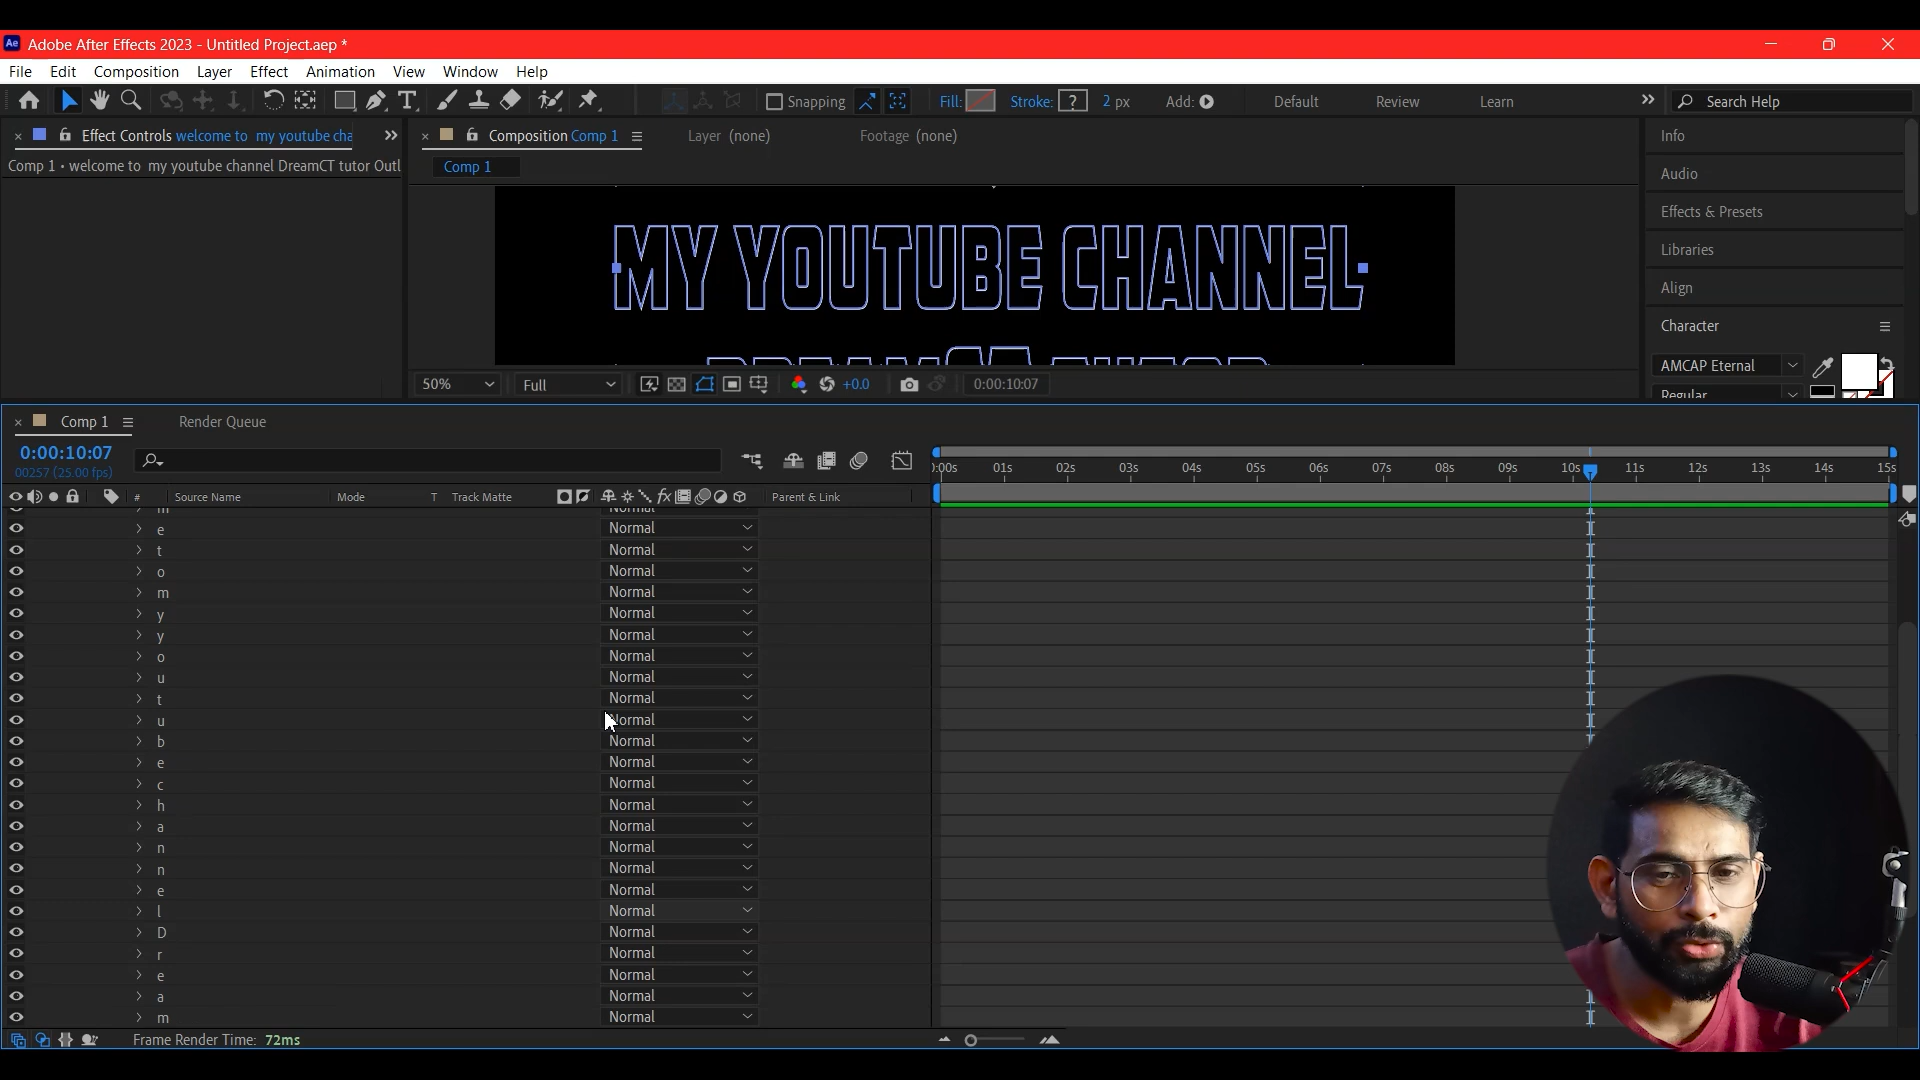 Ae Adobe After Effects 2023 - Untitled Project.aep *
File Edit Composition Layer Effect Animation View Window Help
Snapping Fill: Stroke: ? 2 px Add: Default Review Learn Search Help
Effect Controls welcome to my youtube cha Composition Comp 1 Layer (none) Footage (none) Info
Comp 1 • welcome to my youtube channel DreamCT tutor Outl Comp 1
Audio
Effects & Presets
Libraries
Align
Character
MY YOUTUBE CHANNEL
AMCAP Eternal
Regular
50% Full +0.0 0:00:10:07
Comp 1 Render Queue
0:00:10:07
00257 (25.00 fps)
):00s 01s 02s 03s 04s 05s 06s 07s 08s 09s 10s 11s 12s 13s 14s 15s
# Source Name Mode T Track Matte fx Parent & Link
m Normal
e Normal
t Normal
o Normal
m Normal
y Normal
y Normal
o Normal
u Normal
t Normal
u Normal
b Normal
e Normal
c Normal
h Normal
a Normal
n Normal
n Normal
e Normal
l Normal
D Normal
r Normal
e Normal
a Normal
m Normal
Frame Render Time: 72ms